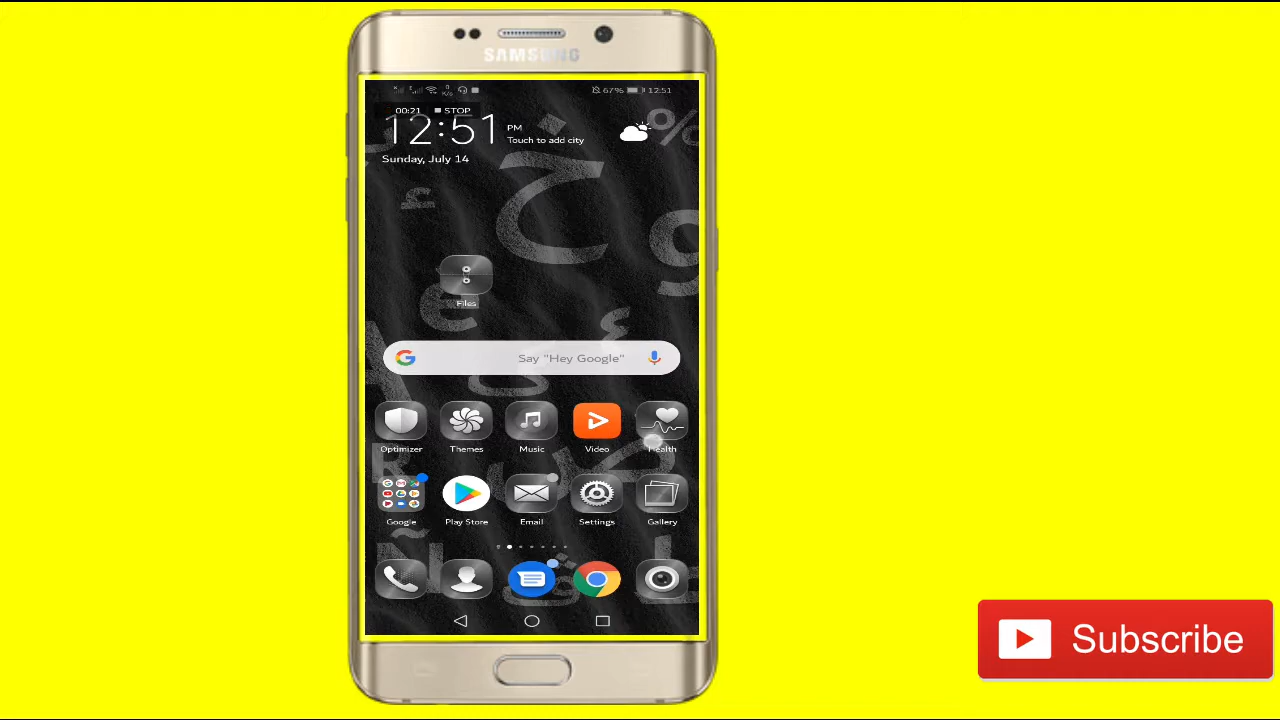 SAMSUNG
67% 12:51
00:21 STOP
12:51 PM
Touch to add city
Sunday, July 14
%
خ
و
Files
é
Say "Hey Google"
Optimizer Themes Music Video Health
Google Play Store Email Settings Gallery
Subscribe